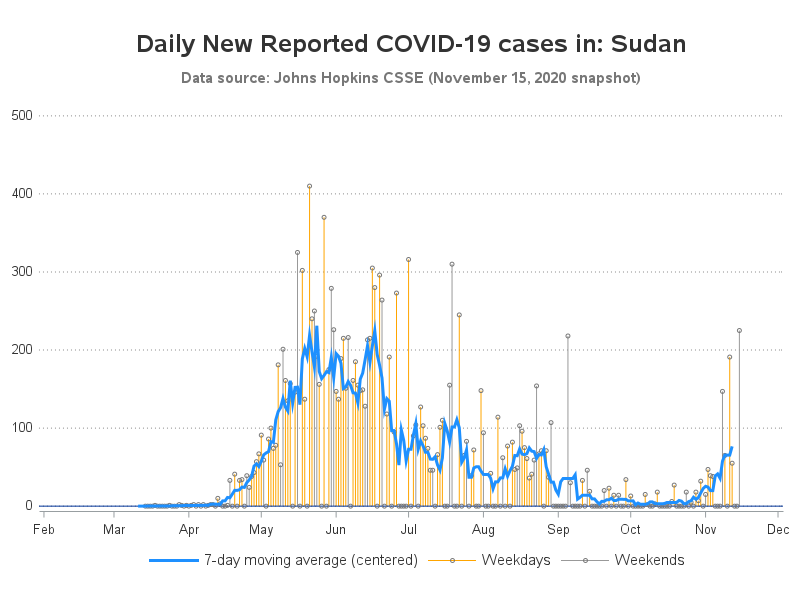 Daily New Reported COVID-19 cases in: Sudan
Data source: Johns Hopkins CSSE (November 15, 2020 snapshot)
500
400
300
200
100
0
Feb Mar Apr May Jun Jul Aug Sep Oct Nov Dec
7-day moving average (centered) Weekdays Weekends